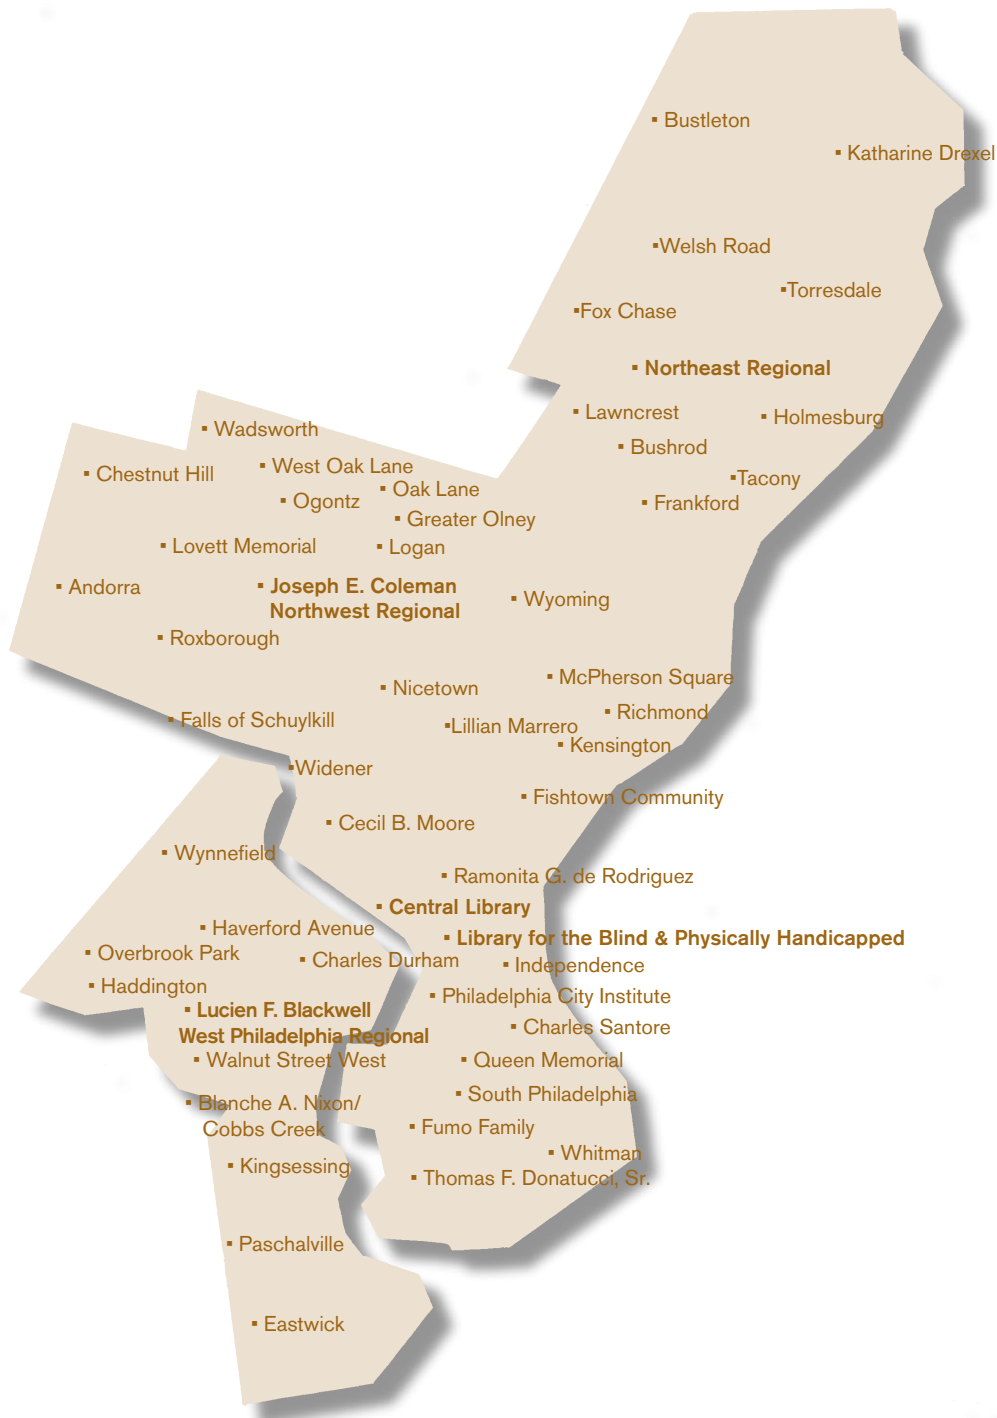 ▪ Bustleton
▪ Katharine Drexel
▪Welsh Road
▪Torresdale
▪Fox Chase
▪ Northeast Regional
▪ Lawncrest
▪ Holmesburg
▪ Wadsworth
▪ Bushrod
▪ West Oak Lane
▪ Chestnut Hill
▪Tacony
▪ Oak Lane
▪ Ogontz
▪ Frankford
▪ Greater Olney
▪ Lovett Memorial
▪ Logan
▪ Andorra
▪ Joseph E. Coleman
Northwest Regional
▪ Wyoming
▪ Roxborough
▪ McPherson Square
▪ Nicetown
▪ Richmond
▪ Falls of Schuylkill
▪Lillian Marrero
▪ Kensington
▪Widener
▪ Fishtown Community
▪ Cecil B. Moore
▪ Wynnefield
▪ Ramonita G. de Rodriguez
▪ Central Library
▪ Haverford Avenue
▪ Library for the Blind & Physically Handicapped
▪ Overbrook Park
▪ Charles Durham
▪ Independence
▪ Haddington
▪ Philadelphia City Institute
▪ Lucien F. Blackwell
West Philadelphia Regional
▪ Charles Santore
▪ Walnut Street West
▪ Queen Memorial
▪ South Philadelphia
▪ Blanche A. Nixon/
Cobbs Creek
▪ Fumo Family
▪ Whitman
▪ Kingsessing
▪ Thomas F. Donatucci, Sr.
▪ Paschalville
▪ Eastwick